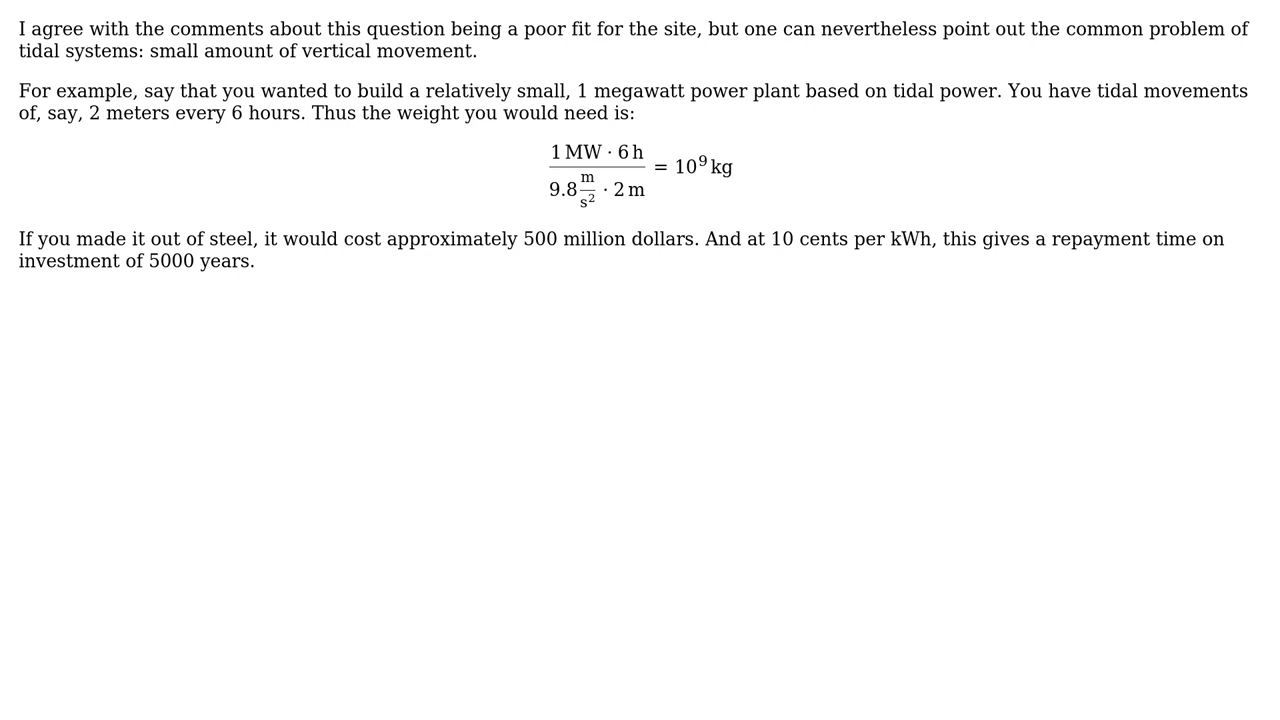 I agree with the comments about this question being a poor fit for the site, but one can nevertheless point out the common problem of
tidal systems: small amount of vertical movement.
For example, say that you wanted to build a relatively small, 1 megawatt power plant based on tidal power. You have tidal movements
of, say, 2 meters every 6 hours. Thus the weight you would need is:
1 MW · 6 h
9.8 m/s² · 2 m
= 10⁹ kg
If you made it out of steel, it would cost approximately 500 million dollars. And at 10 cents per kWh, this gives a repayment time on
investment of 5000 years.